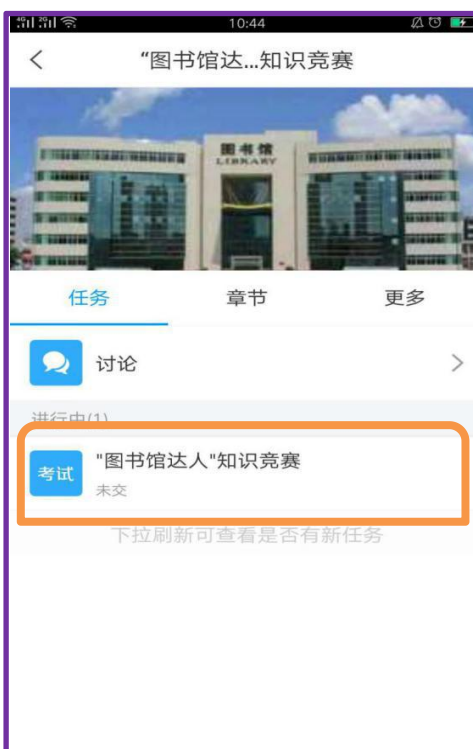 10:44
“图书馆达...知识竞赛
图书馆
LIBRARY
任务 章节 更多
讨论
进行中(1)
考试
"图书馆达人"知识竞赛
未交
下拉刷新可查看是否有新任务